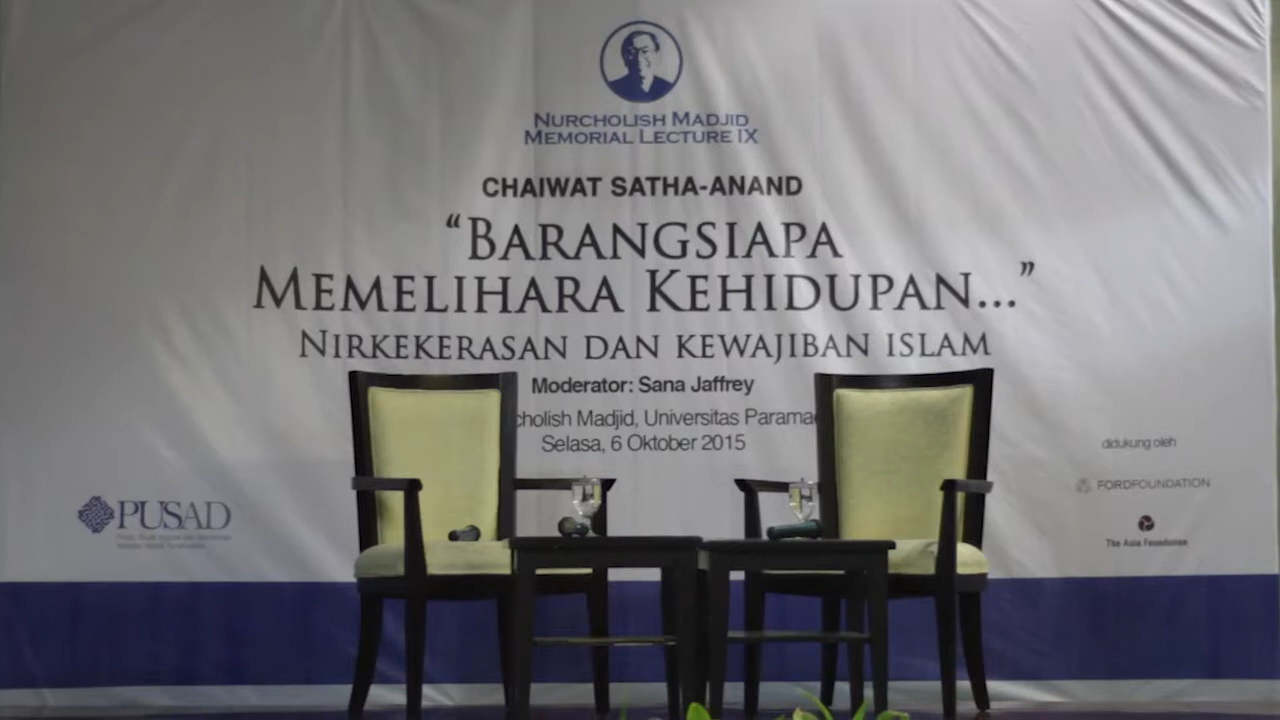 NURCHOLISH MADJID
MEMORIAL LECTURE IX
CHAIWAT SATHA-ANAND
“BARANGSIAPA
MEMELIHARA KEHIDUPAN...”
NIRKEKERASAN DAN KEWAJIBAN ISLAM
Moderator: Sana Jaffrey
cholish Madjid, Universitas Parama
Selasa, 6 Oktober 2015
didukung oleh
FORDFOUNDATION
The Asia Foundation
PUSAD